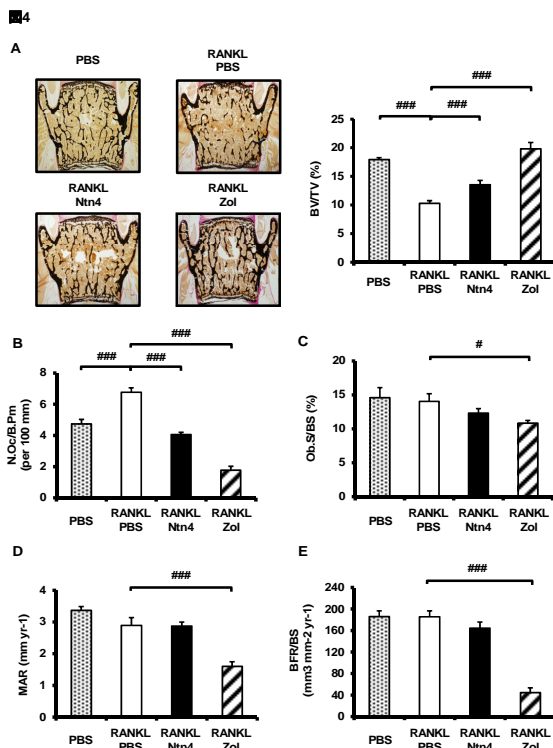 図4
A
PBS
RANKL
PBS
RANKL
Ntn4
RANKL
Zol
###
###
###
BV/TV (%)
25
20
15
10
5
0
PBS
RANKL
PBS
RANKL
Ntn4
RANKL
Zol
B
###
###
###
N.Oc/B.Pm
(per 100 mm)
8
6
4
2
0
PBS
RANKL
PBS
RANKL
Ntn4
RANKL
Zol
C
#
Ob.S/BS (%)
20
15
10
5
0
PBS
RANKL
PBS
RANKL
Ntn4
RANKL
Zol
D
###
MAR (mm yr-1)
4
3
2
1
0
PBS
RANKL
PBS
RANKL
Ntn4
RANKL
Zol
E
###
BFR/BS
(mm3 mm-2 yr-1)
240
200
160
120
80
40
0
PBS
RANKL
PBS
RANKL
Ntn4
RANKL
Zol